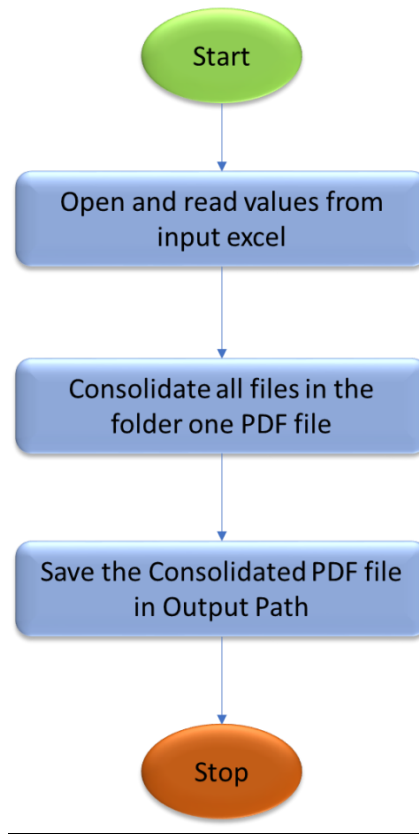 Start
Open and read values from
input excel
Consolidate all files in the
folder one PDF file
Save the Consolidated PDF file
in Output Path
Stop